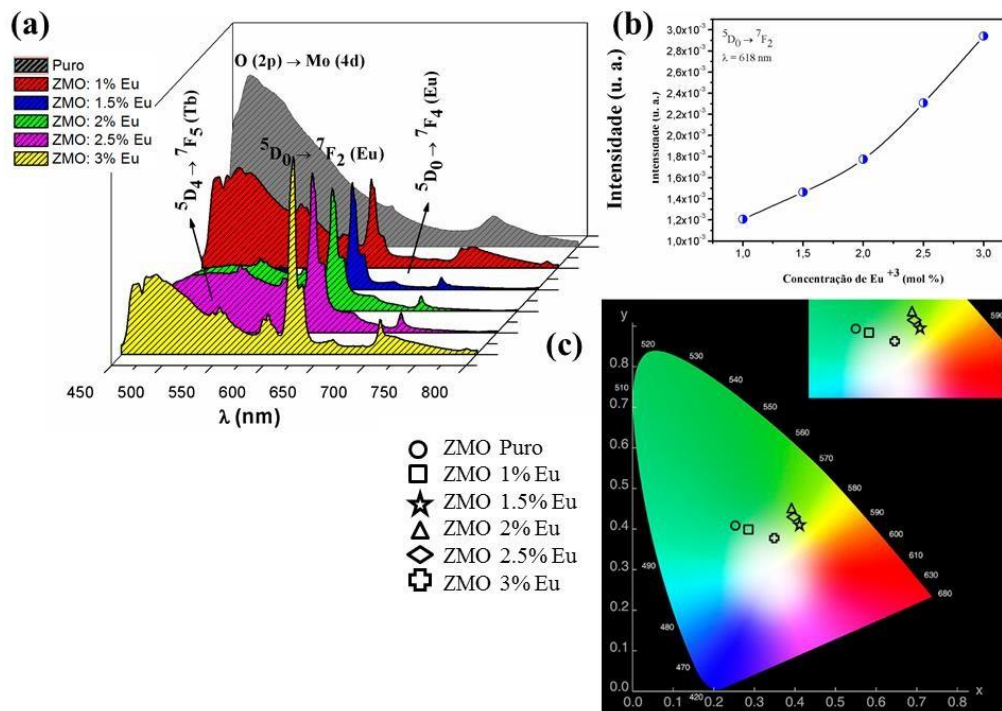 (a)
Puro
ZMO: 1% Eu
ZMO: 1.5% Eu
ZMO: 2% Eu
ZMO: 2.5% Eu
ZMO: 3% Eu
O (2p) → Mo (4d)
⁵D₄ → ⁷F₅ (Tb)
⁵D₀ → ⁷F₂ (Eu)
⁵D₀ → ⁷F₄ (Eu)
450 500 550 600 650 700 750 800
λ (nm)
(b)
⁵D₀ → ⁷F₂
λ = 618 nm
Intensidade (u. a.)
Intensidade (u. a.)
3,0x10⁻³
2,8x10⁻³
2,6x10⁻³
2,4x10⁻³
2,2x10⁻³
2,0x10⁻³
1,8x10⁻³
1,6x10⁻³
1,4x10⁻³
1,2x10⁻³
1,0x10⁻³
1,0 1,5 2,0 2,5 3,0
Concentração de Eu ⁺³ (mol %)
ZMO Puro
ZMO 1% Eu
ZMO 1.5% Eu
ZMO 2% Eu
ZMO 2.5% Eu
ZMO 3% Eu
(c)
y
590
0.8
0.7
0.6
0.5
0.4
0.3
0.2
0.1
0.0
0.0 0.1 0.2 0.3 0.4 0.5 0.6 0.7 0.8
x
520
530
540
510
550
560
570
580
590
600
610
630
680
490
480
470
420